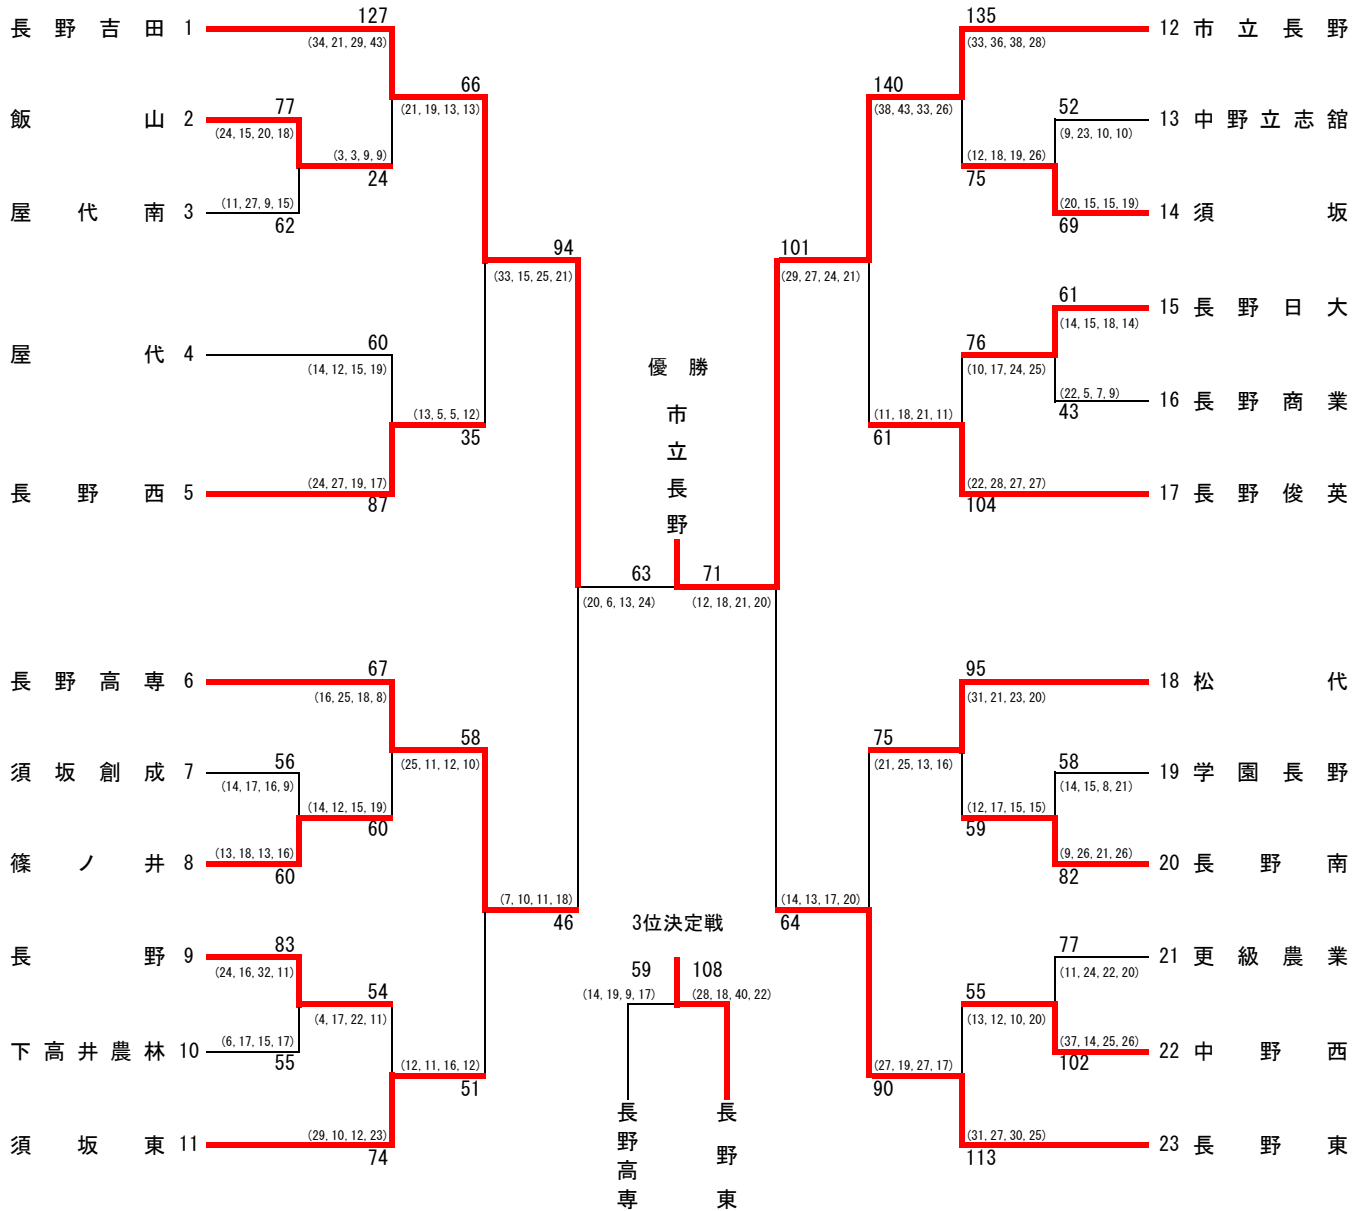 長野吉田 1
127
(34, 21, 29, 43)
66
(21, 19, 13, 13)
飯山 2
77
(24, 15, 20, 18)
(3, 3, 9, 9)
24
屋代南 3
(11, 27, 9, 15)
62
94
(33, 15, 25, 21)
屋代 4
60
(14, 12, 15, 19)
(13, 5, 5, 12)
35
長野西 5
(24, 27, 19, 17)
87
長野高専 6
67
(16, 25, 18, 8)
58
(25, 11, 12, 10)
須坂創成 7
56
(14, 17, 16, 9)
(14, 12, 15, 19)
60
篠ノ井 8
(13, 18, 13, 16)
60
(7, 10, 11, 18)
46
長野 9
83
(24, 16, 32, 11)
54
(4, 17, 22, 11)
下高井農林 10
(6, 17, 15, 17)
55
(12, 11, 16, 12)
51
須坂東 11
(29, 10, 12, 23)
74
優勝
市立長野
63
(20, 6, 13, 24)
71
(12, 18, 21, 20)
3位決定戦
59
(14, 19, 9, 17)
108
(28, 18, 40, 22)
長野高専
長野東
135
(33, 36, 38, 28)
12 市立長野
140
(38, 43, 33, 26)
52
(9, 23, 10, 10)
13 中野立志舘
(12, 18, 19, 26)
75
(20, 15, 15, 19)
69
14 須坂
101
(29, 27, 24, 21)
61
(14, 15, 18, 14)
15 長野日大
76
(10, 17, 24, 25)
(22, 5, 7, 9)
43
16 長野商業
(11, 18, 21, 11)
61
(22, 28, 27, 27)
104
17 長野俊英
95
(31, 21, 23, 20)
18 松代
75
(21, 25, 13, 16)
58
(14, 15, 8, 21)
19 学園長野
(12, 17, 15, 15)
59
(9, 26, 21, 26)
82
20 長野南
(14, 13, 17, 20)
64
77
(11, 24, 22, 20)
21 更級農業
55
(13, 12, 10, 20)
(37, 14, 25, 26)
102
22 中野西
(27, 19, 27, 17)
90
(31, 27, 30, 25)
113
23 長野東